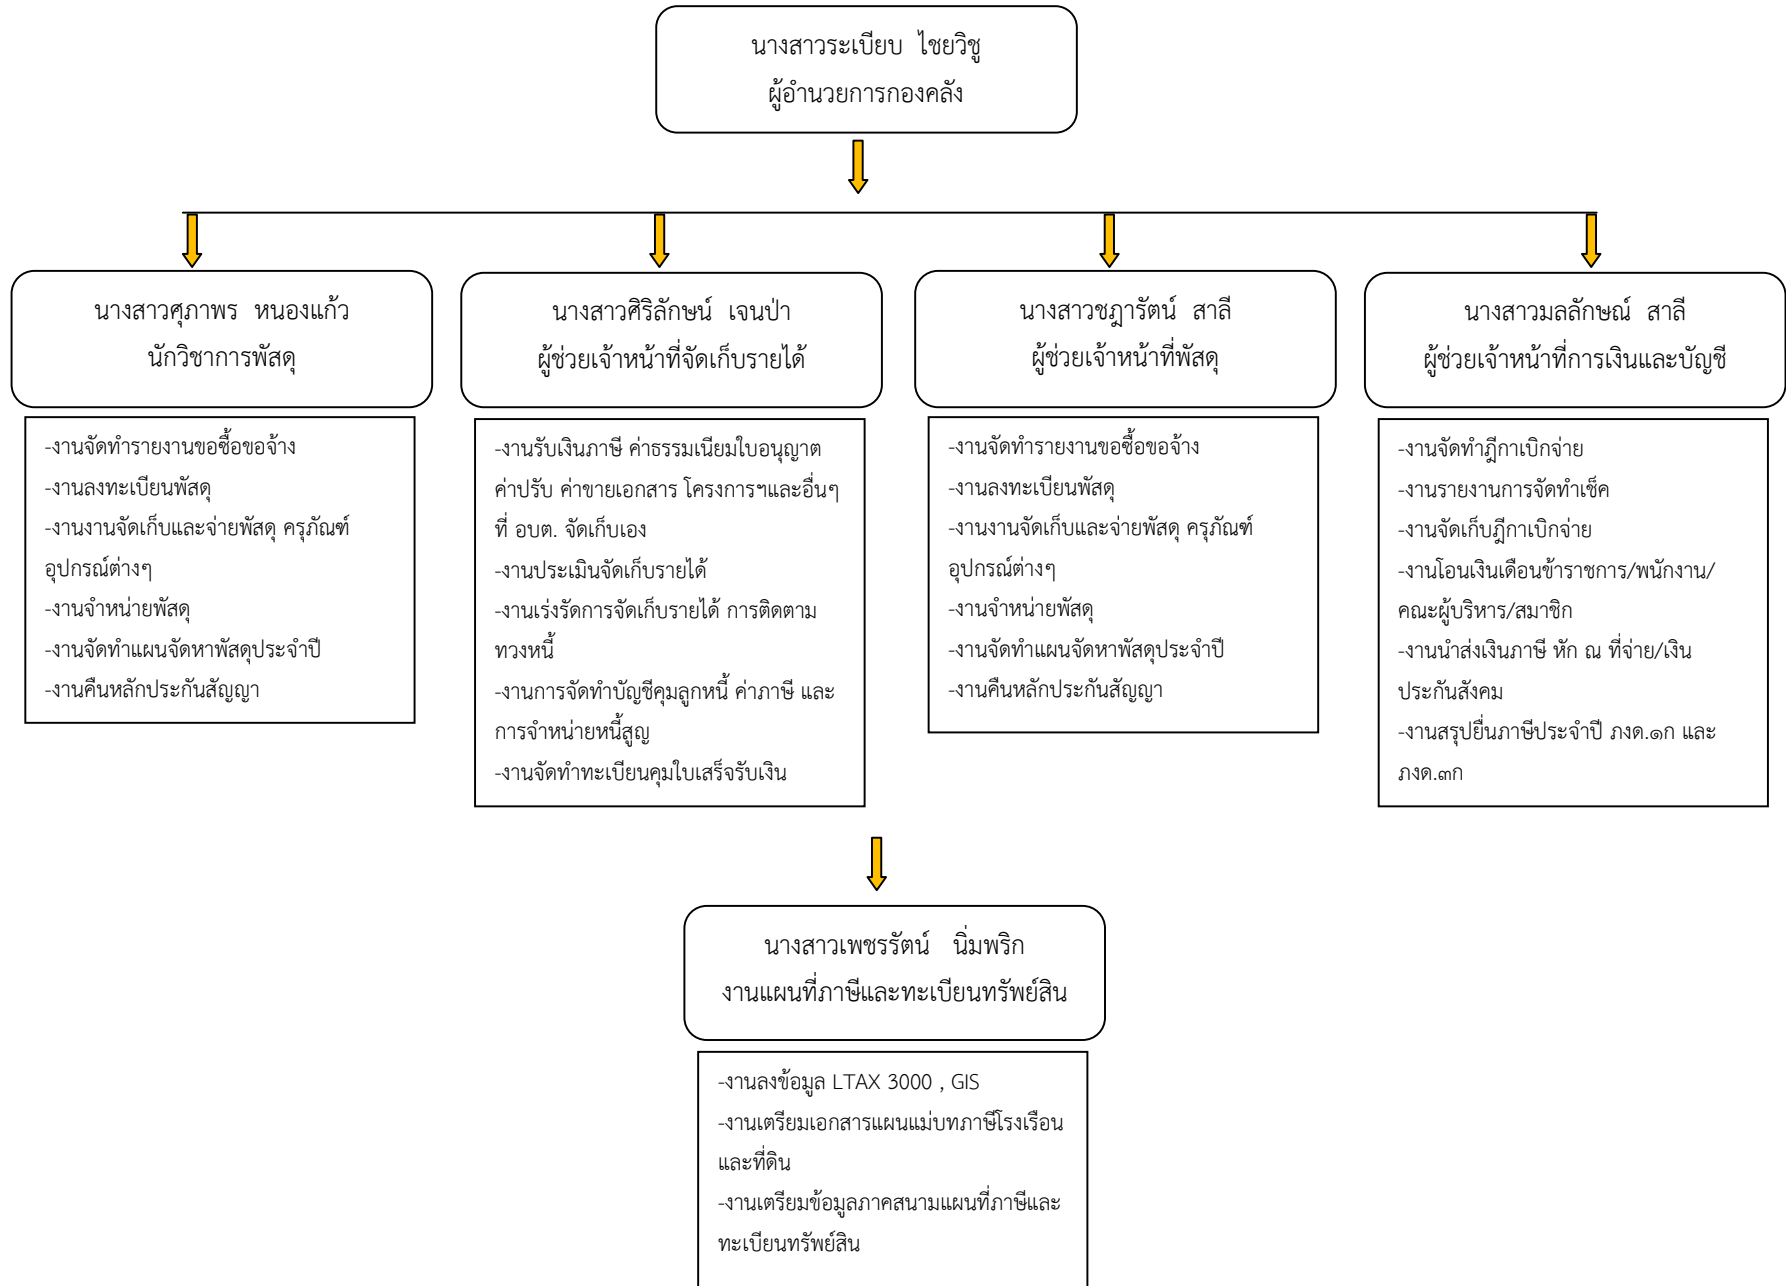 นางสาวระเบียบ ไชยวิชู
ผู้อำนวยการกองคลัง
นางสาวศุภาพร หนองแก้ว
นักวิชาการพัสดุ
-งานจัดทำรายงานขอซื้อขอจ้าง
-งานลงทะเบียนพัสดุ
-งานงานจัดเก็บและจ่ายพัสดุ ครุภัณฑ์
อุปกรณ์ต่างๆ
-งานจำหน่ายพัสดุ
-งานจัดทำแผนจัดหาพัสดุประจำปี
-งานคืนหลักประกันสัญญา
นางสาวศิริลักษน์ เจนป่า
ผู้ช่วยเจ้าหน้าที่จัดเก็บรายได้
-งานรับเงินภาษี ค่าธรรมเนียมใบอนุญาต
ค่าปรับ ค่าขายเอกสาร โครงการฯและอื่นๆ
ที่ อบต. จัดเก็บเอง
-งานประเมินจัดเก็บรายได้
-งานเร่งรัดการจัดเก็บรายได้ การติดตาม
ทวงหนี้
-งานการจัดทำบัญชีคุมลูกหนี้ ค่าภาษี และ
การจำหน่ายหนี้สูญ
-งานจัดทำทะเบียนคุมใบเสร็จรับเงิน
นางสาวชฎารัตน์ สาลี
ผู้ช่วยเจ้าหน้าที่พัสดุ
-งานจัดทำรายงานขอซื้อขอจ้าง
-งานลงทะเบียนพัสดุ
-งานงานจัดเก็บและจ่ายพัสดุ ครุภัณฑ์
อุปกรณ์ต่างๆ
-งานจำหน่ายพัสดุ
-งานจัดทำแผนจัดหาพัสดุประจำปี
-งานคืนหลักประกันสัญญา
นางสาวมลลักษณ์ สาลี
ผู้ช่วยเจ้าหน้าที่การเงินและบัญชี
-งานจัดทำฎีกาเบิกจ่าย
-งานรายงานการจัดทำเช็ค
-งานจัดเก็บฎีกาเบิกจ่าย
-งานโอนเงินเดือนข้าราชการ/พนักงาน/
คณะผู้บริหาร/สมาชิก
-งานนำส่งเงินภาษี หัก ณ ที่จ่าย/เงิน
ประกันสังคม
-งานสรุปยื่นภาษีประจำปี ภงด.๑ก และ
ภงด.๓ก
นางสาวเพชรรัตน์ นิ่มพริก
งานแผนที่ภาษีและทะเบียนทรัพย์สิน
-งานลงข้อมูล LTAX 3000 , GIS
-งานเตรียมเอกสารแผนแม่บทภาษีโรงเรือน
และที่ดิน
-งานเตรียมข้อมูลภาคสนามแผนที่ภาษีและ
ทะเบียนทรัพย์สิน